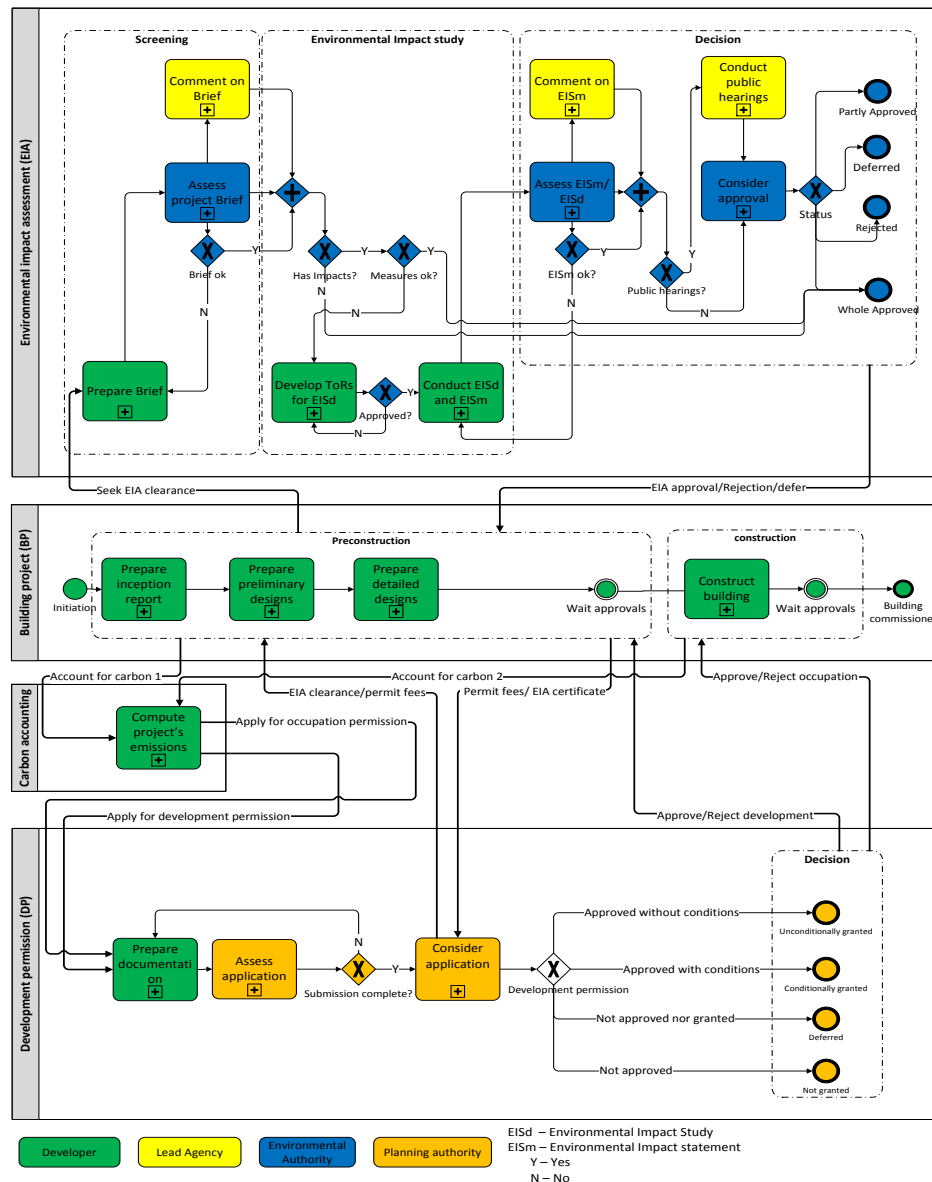 Environmental impact assessment (EIA)
Screening
Environmental Impact study
Decision
Comment on
Brief
Comment on
EISm
Conduct
public
hearings
Partly Approved
Assess
project Brief
Assess EISm/
EISd
Consider
approval
Status
Deferred
Rejected
Brief ok
Y
Has Impacts?
Y
Measures ok?
Y
EISm ok?
Y
Public hearings?
Y
N
N
N
N
N
Whole Approved
Prepare Brief
Develop ToRs
for EISd
Approved?
Y
N
Conduct EISd
and EISm
Seek EIA clearance
EIA approval/Rejection/defer
Building project (BP)
Preconstruction
construction
Initiation
Prepare
inception
report
Prepare
preliminary
designs
Prepare
detailed
designs
Wait approvals
Construct
building
Wait approvals
Building
commissione
Account for carbon 1
EIA clearance/permit fees
Account for carbon 2
Permit fees/ EIA certificate
Approve/Reject occupation
Carbon accounting
Compute
project's
emissions
Apply for occupation permission
Apply for development permission
Approve/Reject development
Development permission (DP)
Decision
Prepare
documentati
on
Assess
application
N
Submission complete?
Y
Consider
application
Development permission
Approved without conditions
Unconditionally granted
Approved with conditions
Conditionally granted
Not approved nor granted
Deferred
Not approved
Not granted
Developer
Lead Agency
Environmental
Authority
Planning authority
EISd – Environmental Impact Study
EISm – Environmental Impact statement
Y – Yes
N – No